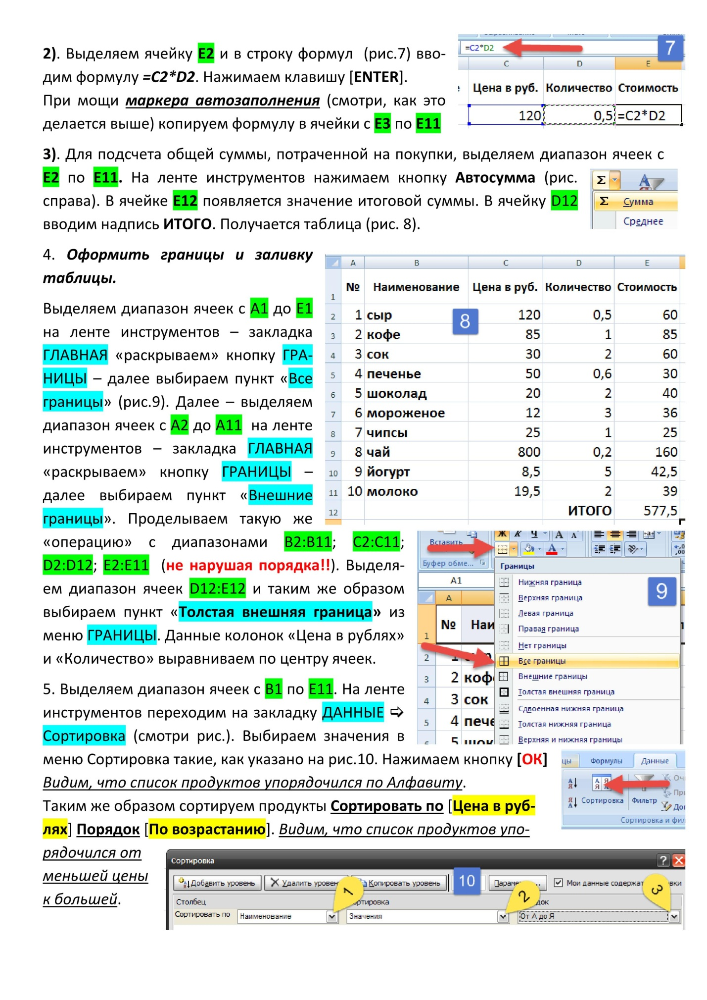 2). Выделяем ячейку E2 и в строку формул (рис.7) вво-
дим формулу =C2*D2. Нажимаем клавишу [ENTER].
При мощи маркера автозаполнения (смотри, как это
делается выше) копируем формулу в ячейки с E3 по E11
=C2*D2
7
C D E
Цена в руб. Количество Стоимость
120 0,5 =C2*D2
3). Для подсчета общей суммы, потраченной на покупки, выделяем диапазон ячеек с
E2 по E11. На ленте инструментов нажимаем кнопку Автосумма (рис.
справа). В ячейке E12 появляется значение итоговой суммы. В ячейку D12
вводим надпись ИТОГО. Получается таблица (рис. 8).
Σ
Σ Сумма
Среднее
4. Оформить границы и заливку
таблицы.
Выделяем диапазон ячеек с A1 до E1
на ленте инструментов – закладка
ГЛАВНАЯ «раскрываем» кнопку ГРА-
НИЦЫ – далее выбираем пункт «Все
границы» (рис.9). Далее – выделяем
диапазон ячеек с A2 до A11 на ленте
инструментов – закладка ГЛАВНАЯ
«раскрываем» кнопку ГРАНИЦЫ –
далее выбираем пункт «Внешние
границы». Проделываем такую же
«операцию» с диапазонами B2:B11; C2:C11;
D2:D12; E2:E11 (не нарушая порядка!!). Выделя-
ем диапазон ячеек D12:E12 и таким же образом
выбираем пункт «Толстая внешняя граница» из
меню ГРАНИЦЫ. Данные колонок «Цена в рублях»
и «Количество» выравниваем по центру ячеек.
A B C D E
1 № Наименование Цена в руб. Количество Стоимость
8
2 1 сыр 120 0,5 60
3 2 кофе 85 1 85
4 3 сок 30 2 60
5 4 печенье 50 0,6 30
6 5 шоколад 20 2 40
7 6 мороженое 12 3 36
8 7 чипсы 25 1 25
9 8 чай 800 0,2 160
10 9 йогурт 8,5 5 42,5
11 10 молоко 19,5 2 39
12 ИТОГО 577,5
Вставить
Ж К Ч A A
Буфер обме...
A1
A
1 № Наи
2 1
3 2 коф
4 3 сок
5 4 пече
5 шок
Границы
9
Нижняя граница
Верхняя граница
Левая граница
Правая граница
Нет границы
Все границы
Внешние границы
Толстая внешняя граница
Сдвоенная нижняя граница
Толстая нижняя граница
Верхняя и нижняя границы
5. Выделяем диапазон ячеек с B1 по E11. На ленте
инструментов переходим на закладку ДАННЫЕ ⇨
Сортировка (смотри рис.). Выбираем значения в
меню Сортировка такие, как указано на рис.10. Нажимаем кнопку [ОК]
Видим, что список продуктов упорядочился по Алфавиту.
Таким же образом сортируем продукты Сортировать по [Цена в руб-
лях] Порядок [По возрастанию]. Видим, что список продуктов упо-
рядочился от
меньшей цены
к большей.
цы Формулы Данные
Сортировка Фильтр
Сортировка и фил
Сортировка
Добавить уровень Удалить уровен Копировать уровень 10 Парам Мои данные содержат вки
1 2 3
Столбец ортировка док
Сортировать по Наименование Значения От А до Я